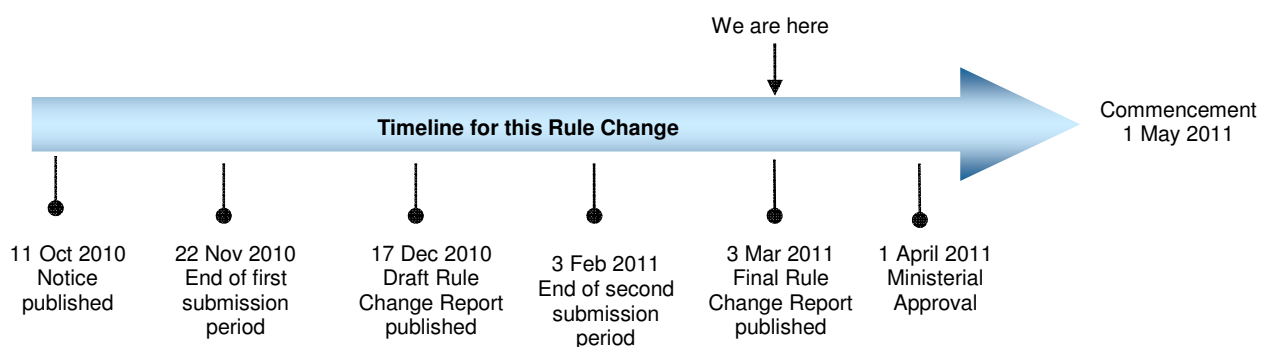 We are here
Timeline for this Rule Change
Commencement
1 May 2011
11 Oct 2010
Notice
published
22 Nov 2010
End of first
submission
period
17 Dec 2010
Draft Rule
Change Report
published
3 Feb 2011
End of second
submission
period
3 Mar 2011
Final Rule
Change Report
published
1 April 2011
Ministerial
Approval